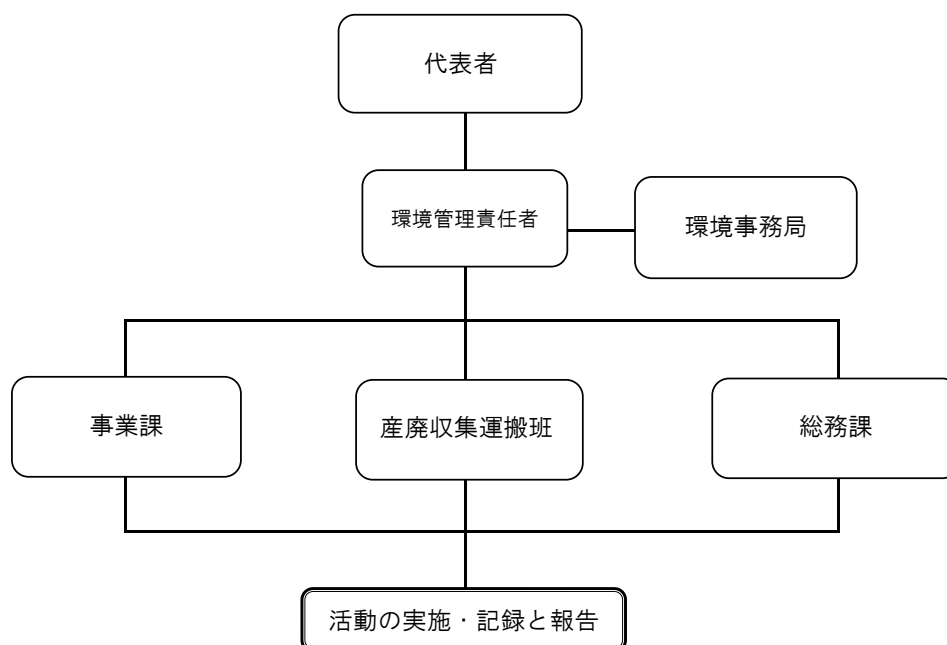 代表者
環境管理責任者
環境事務局
事業課
産廃収集運搬班
総務課
活動の実施・記録と報告